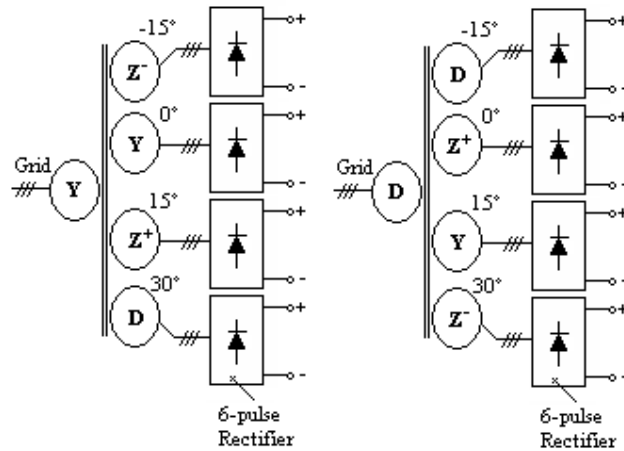 -15°
Z⁻
+
-
0°
Y
+
-
Grid
Y
15°
Z⁺
+
-
30°
D
+
-
6-pulse
Rectifier
-15°
D
+
-
0°
Z⁺
+
-
Grid
D
15°
Y
+
-
30°
Z⁻
+
-
6-pulse
Rectifier